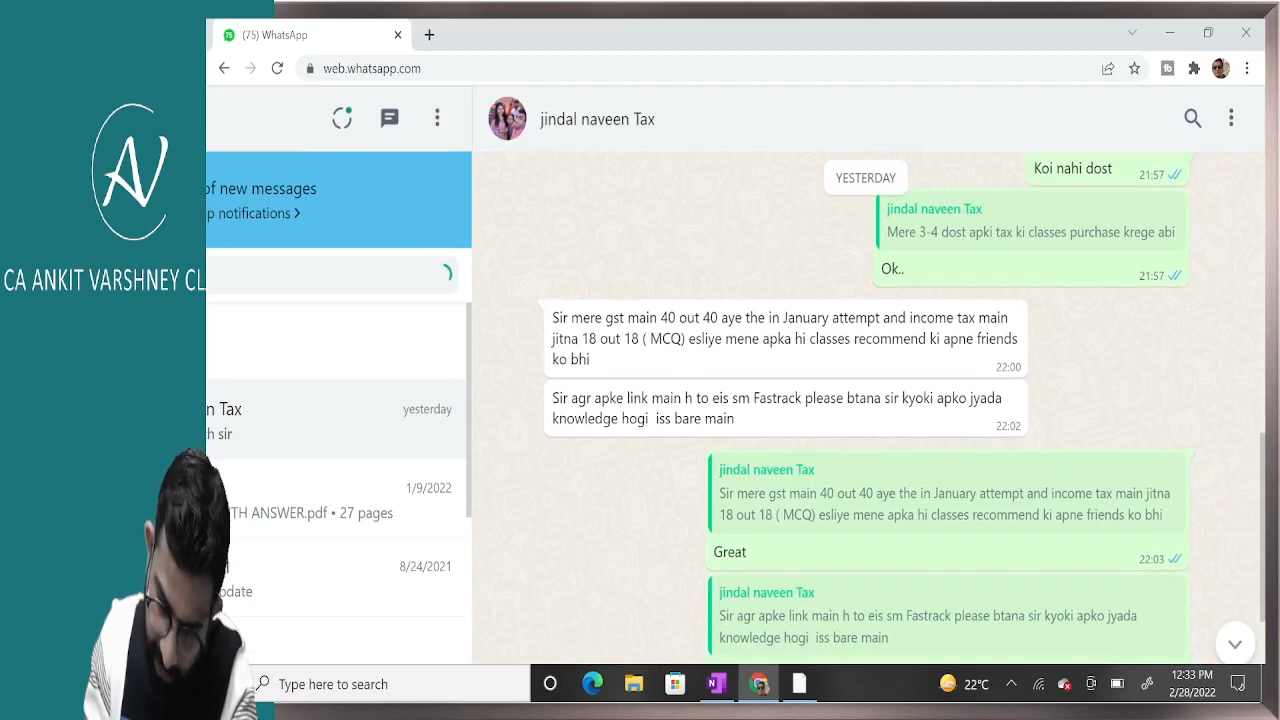 (75) WhatsApp
web.whatsapp.com
CA ANKIT VARSHNEY CL
of new messages
p notifications >
n Tax
yesterday
h sir
1/9/2022
TH ANSWER.pdf • 27 pages
8/24/2021
odate
jindal naveen Tax
YESTERDAY
Koi nahi dost
21:57
jindal naveen Tax
Mere 3-4 dost apki tax ki classes purchase krege abi
Ok..
21:57
Sir mere gst main 40 out 40 aye the in January attempt and income tax main
jitna 18 out 18 ( MCQ) esliye mene apka hi classes recommend ki apne friends
ko bhi
22:00
Sir agr apke link main h to eis sm Fastrack please btana sir kyoki apko jyada
knowledge hogi iss bare main
22:02
jindal naveen Tax
Sir mere gst main 40 out 40 aye the in January attempt and income tax main jitna
18 out 18 ( MCQ) esliye mene apka hi classes recommend ki apne friends ko bhi
Great
22:03
jindal naveen Tax
Sir agr apke link main h to eis sm Fastrack please btana sir kyoki apko jyada
knowledge hogi iss bare main
Type here to search
22°C
12:33 PM
2/28/2022